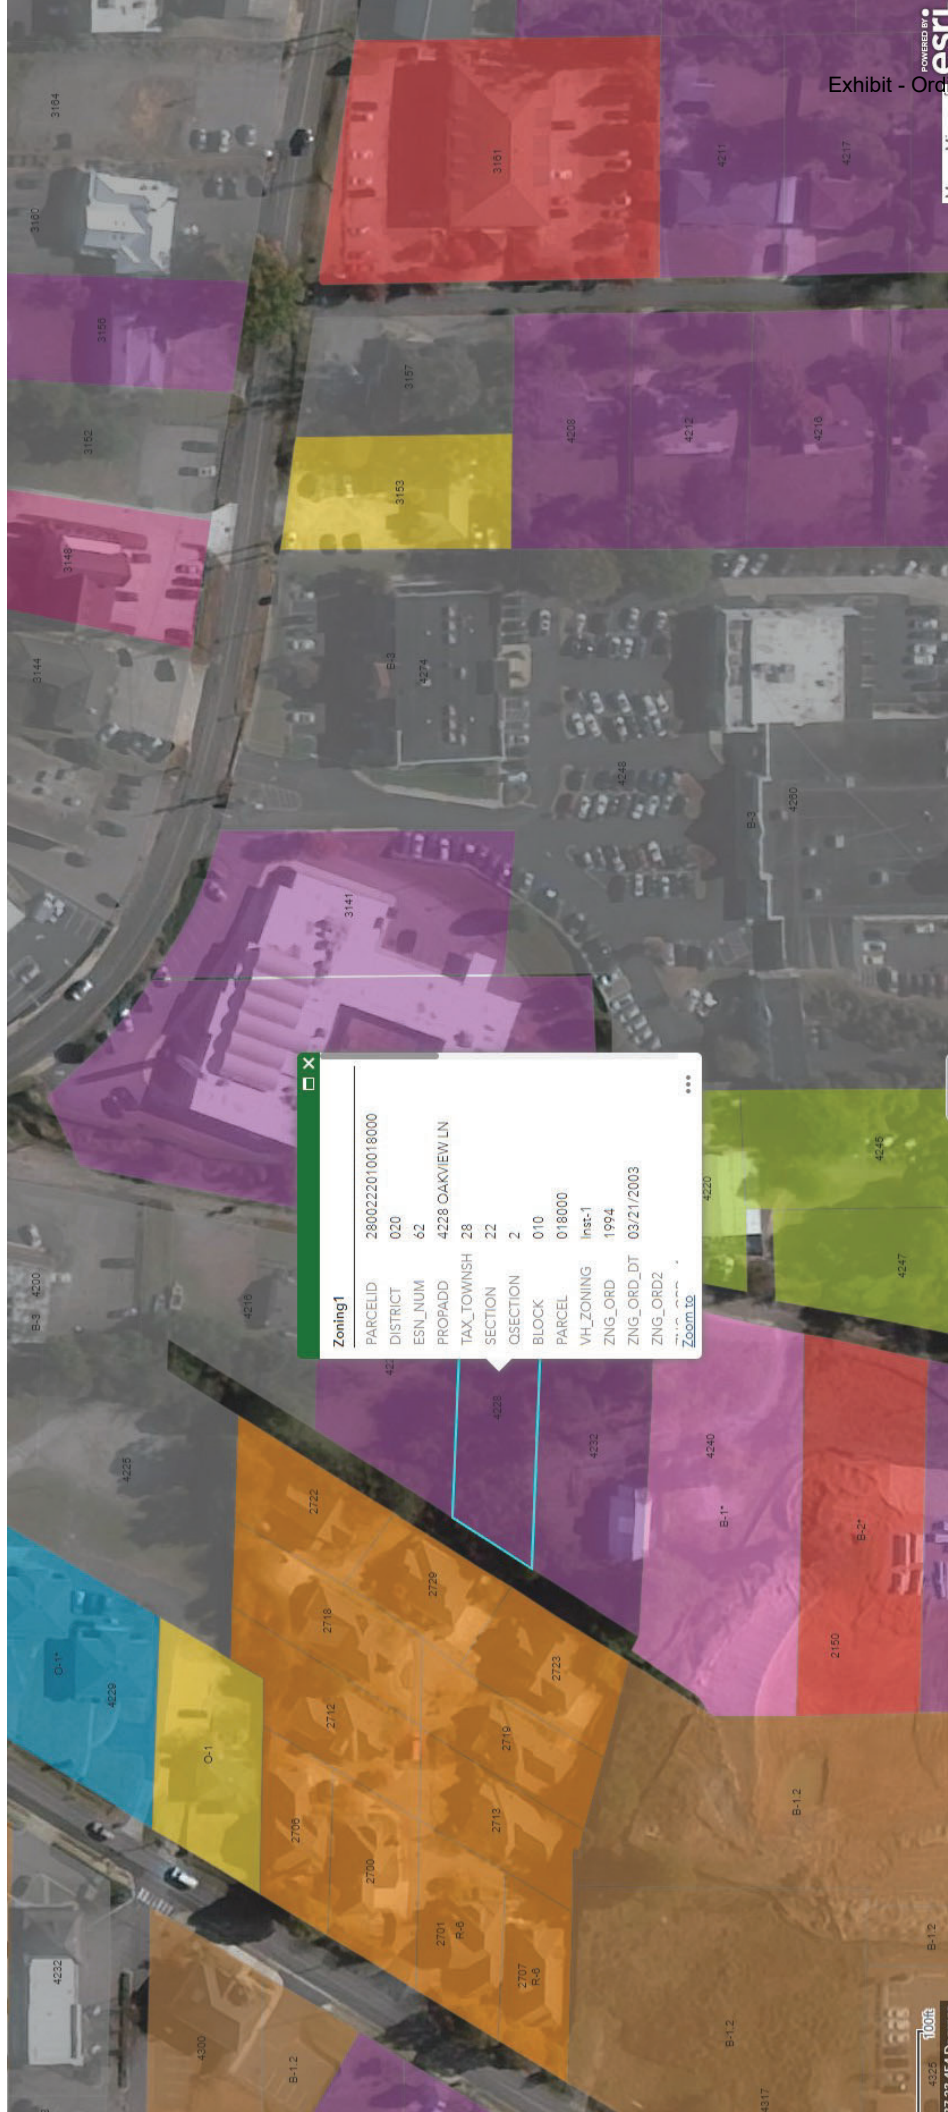 POWERED BY
esri
Exhibit - Ord
Zoning1
PARCELID 2800222010018000
DISTRICT 020
ESN_NUM 62
PROPADD 4228 OAKVIEW LN
TAX_TOWNSH 28
SECTION 22
QSECTION 2
BLOCK 010
PARCEL 018000
VH_ZONING Inst-1
ZNG_ORD 1994
ZNG_ORD_DT 03/21/2003
ZNG_ORD2
Zoom to
3164
3160
3156
3152
3148
3144
3161
4211
4217
3157
3153
4208
4212
4216
B-3
4274
4248
B-3
4260
3141
B-3 4200
4216
4225
4228
4232
4220
4245
4247
4240
B-1*
B-2*
2150
O-1*
4229
O-1
2722
2718
2729
2712
2723
2719
2706
2713
2700
2701
R-6
2707
R-6
B-1.2
B-1.2
B-1.2
4232
4300
B-1.2
4317
4325
100ft